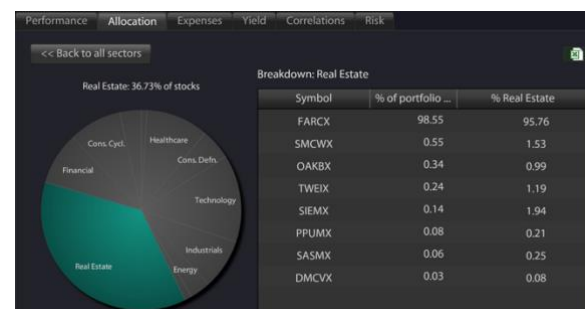 Performance Allocation Expenses Yield Correlations Risk
<< Back to all sectors
Real Estate: 36.73% of stocks
Cons. Cycl.
Healthcare
Cons. Defn.
Financial
Technology
Industrials
Real Estate
Energy
Breakdown: Real Estate
Symbol % of portfolio ... % Real Estate
FARCX 98.55 95.76
SMCWX 0.55 1.53
OAKBX 0.34 0.99
TWEIX 0.24 1.19
SIEMX 0.14 1.94
PPUMX 0.08 0.21
SASMX 0.06 0.25
DMCVX 0.03 0.08